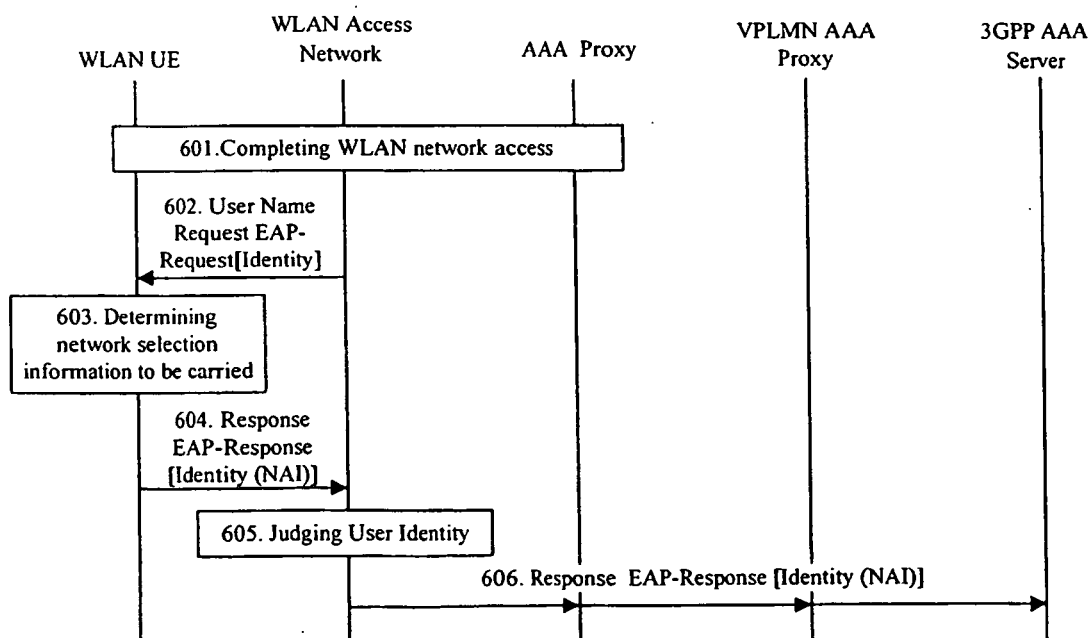 WLAN UE
WLAN Access
Network
AAA Proxy
VPLMN AAA
Proxy
3GPP AAA
Server
601.Completing WLAN network access
602. User Name
Request EAP-
Request[Identity]
603. Determining
network selection
information to be carried
604. Response
EAP-Response
[Identity (NAI)]
605. Judging User Identity
606. Response EAP-Response [Identity (NAI)]